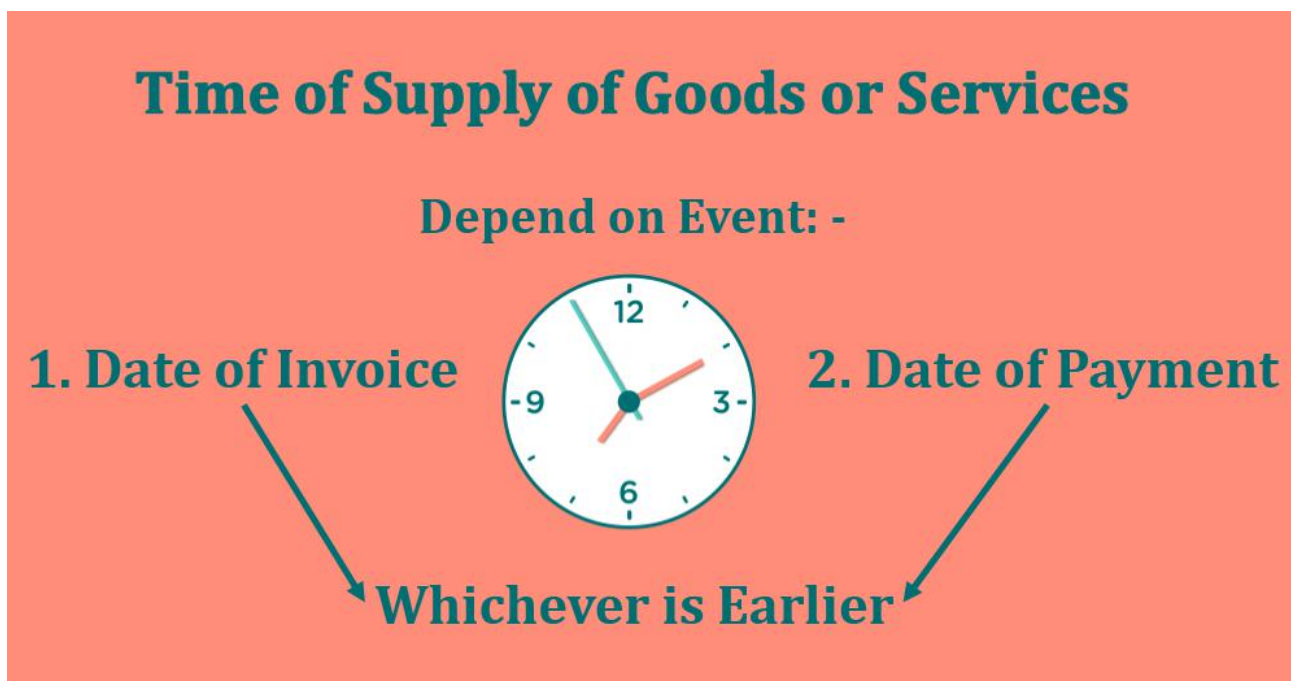 Time of Supply of Goods or Services
Depend on Event: -
1. Date of Invoice
12
9
3
6
2. Date of Payment
Whichever is Earlier